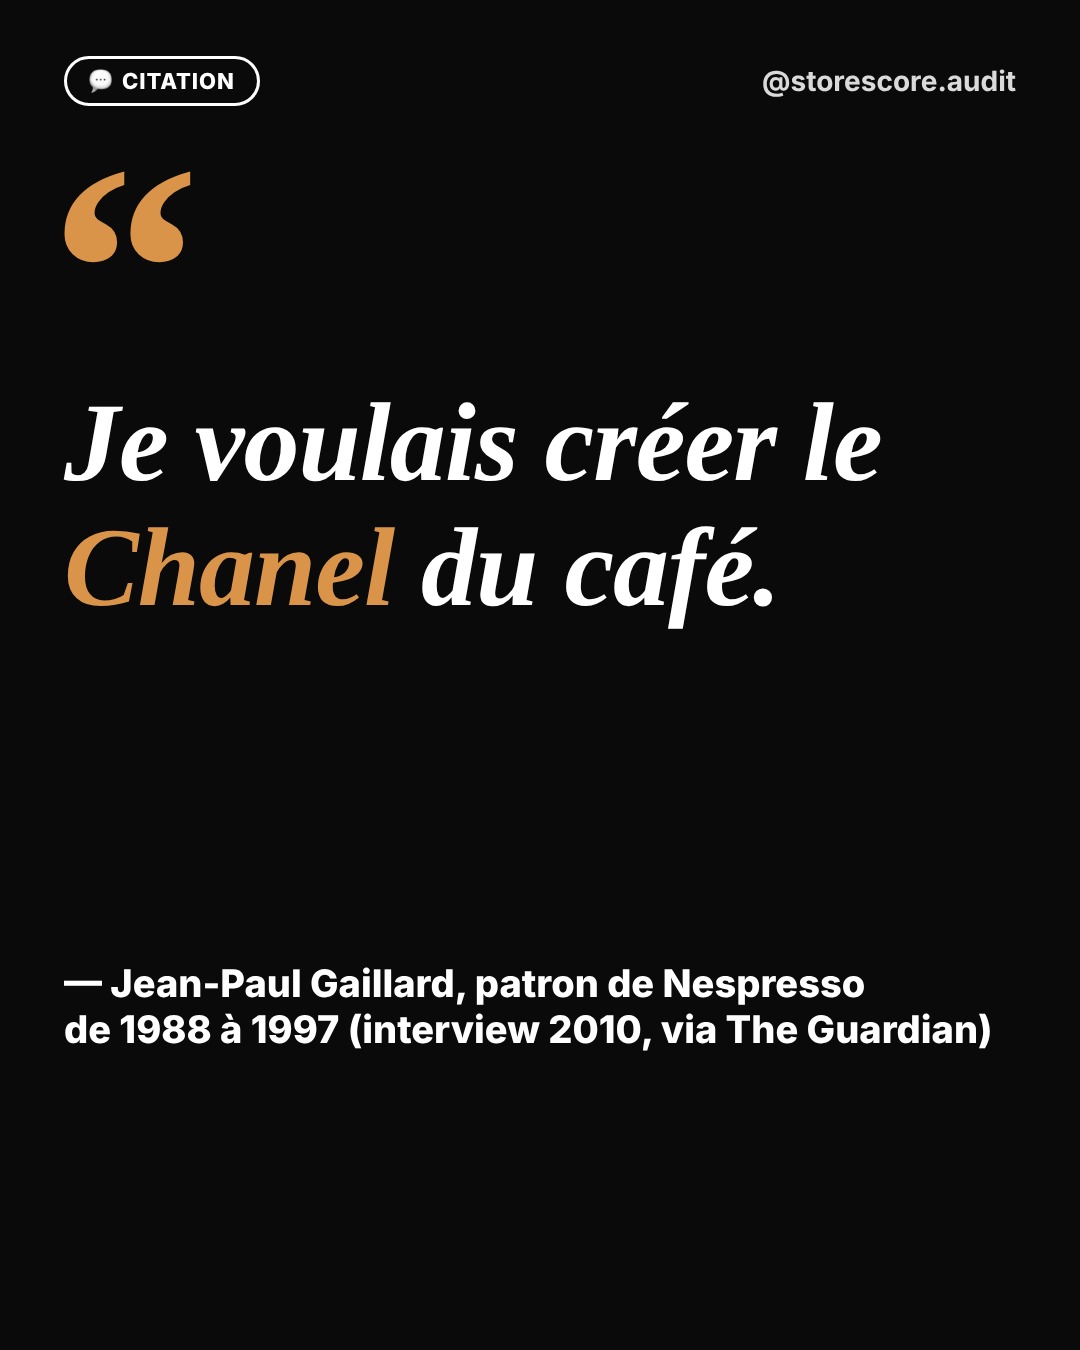 💬 CITATION
@storescore.audit
“
Je voulais créer le
Chanel du café.
— Jean-Paul Gaillard, patron de Nespresso
de 1988 à 1997 (interview 2010, via The Guardian)